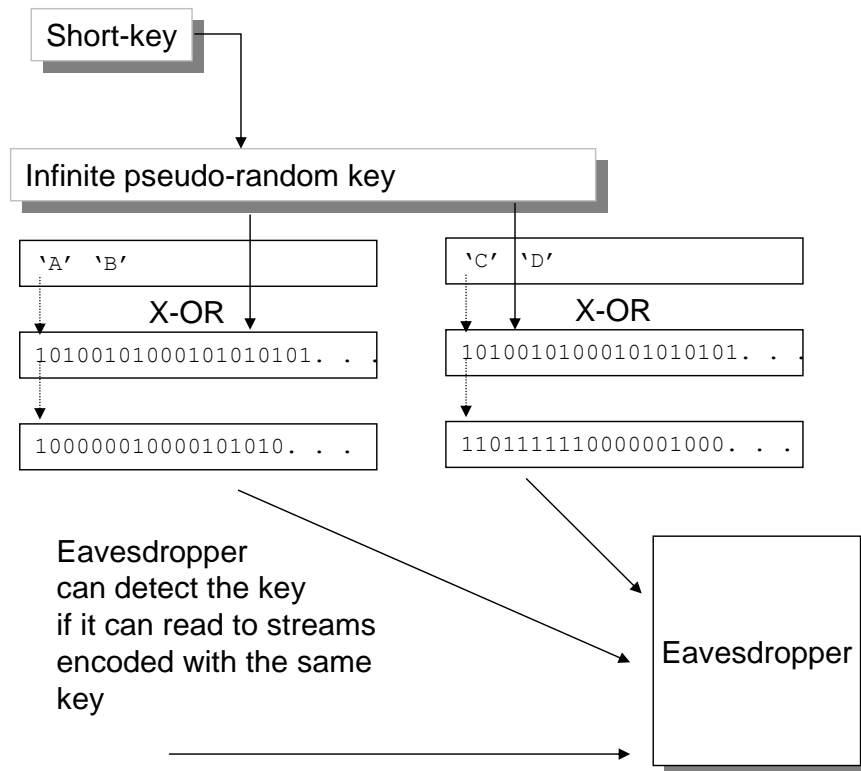 Short-key
Infinite pseudo-random key
‘A’ ‘B’
‘C’ ‘D’
X-OR
X-OR
10100101000101010101. . .
10100101000101010101. . .
100000010000101010. . .
11011111110000001000. . .
Eavesdropper
can detect the key
if it can read to streams
encoded with the same
key
Eavesdropper